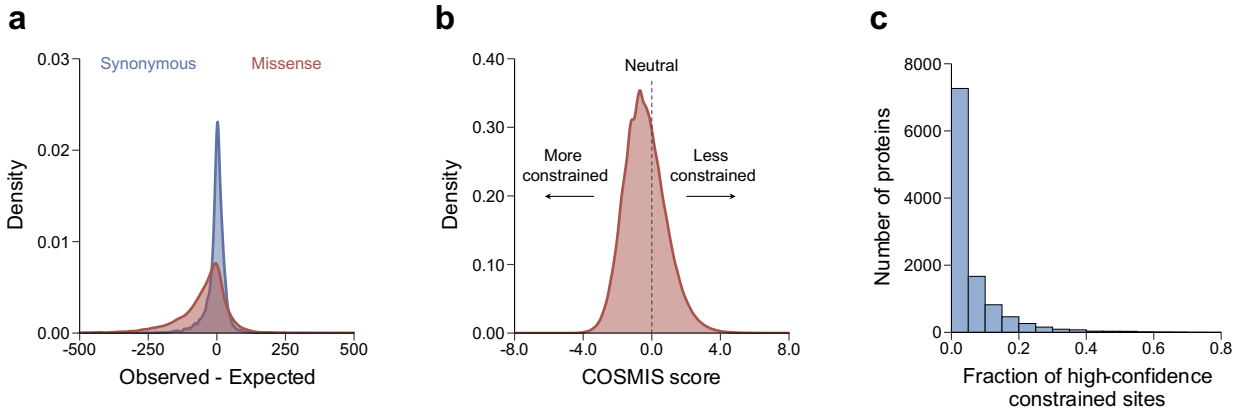 a
Synonymous
Missense
0.03
0.02
0.01
0.00
Density
-500
-250
0
250
500
Observed - Expected
b
Neutral
More
constrained
Less
constrained
0.40
0.30
0.20
0.10
0.00
Density
-8.0
-4.0
0.0
4.0
8.0
COSMIS score
c
8000
6000
4000
2000
0
Number of proteins
0.0
0.2
0.4
0.6
0.8
Fraction of high-confidence
constrained sites